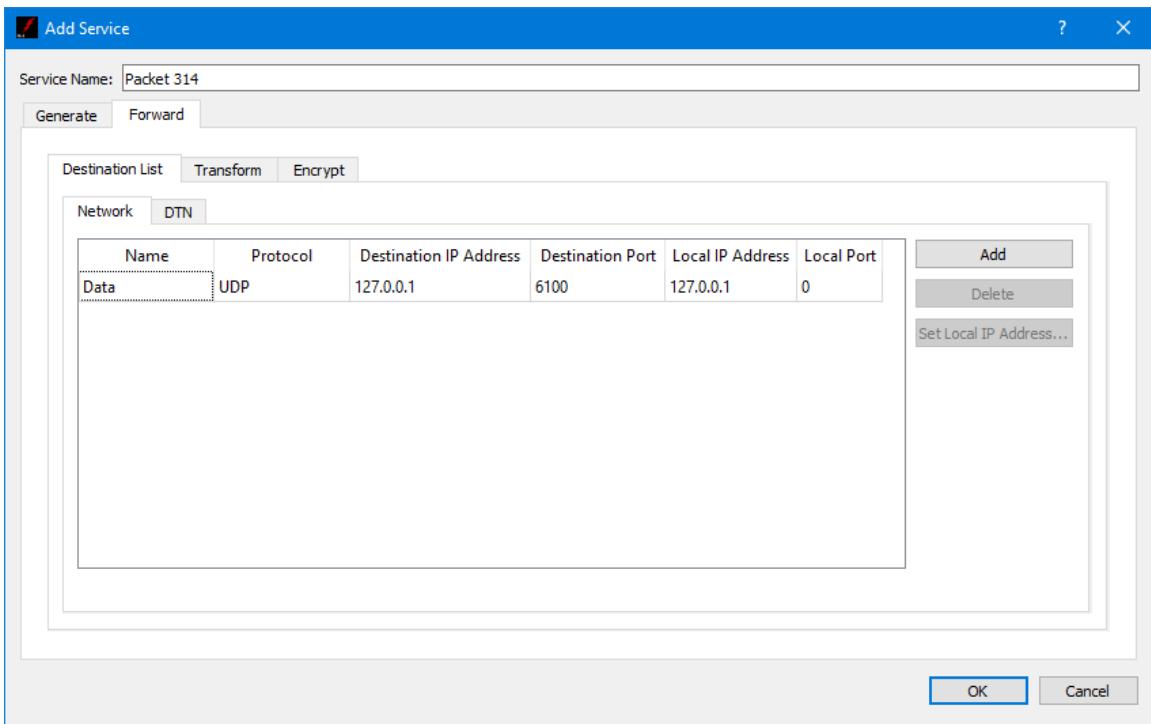 Add Service
Service Name: Packet 314
Generate Forward
Destination List Transform Encrypt
Network DTN
Name Protocol Destination IP Address Destination Port Local IP Address Local Port
Data UDP 127.0.0.1 6100 127.0.0.1 0
Add
Delete
Set Local IP Address...
OK Cancel